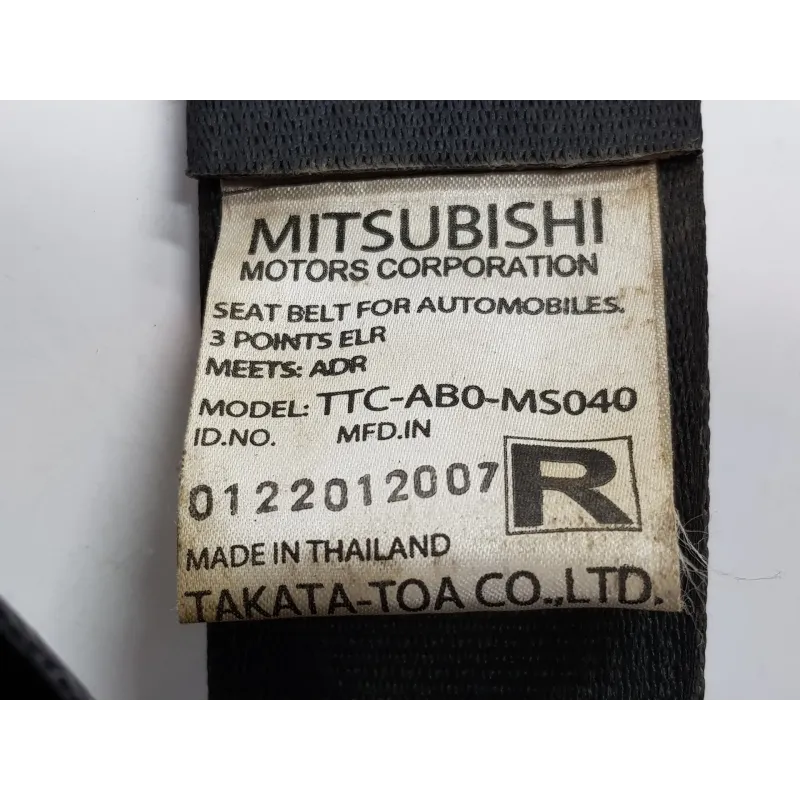 MITSUBISHI
MOTORS CORPORATION
SEAT BELT FOR AUTOMOBILES.
3 POINTS ELR
MEETS: ADR
MODEL: TTC-AB0-MS040
ID.NO. MFD.IN
0122012007 R
MADE IN THAILAND
TAKATA-TOA CO.,LTD.